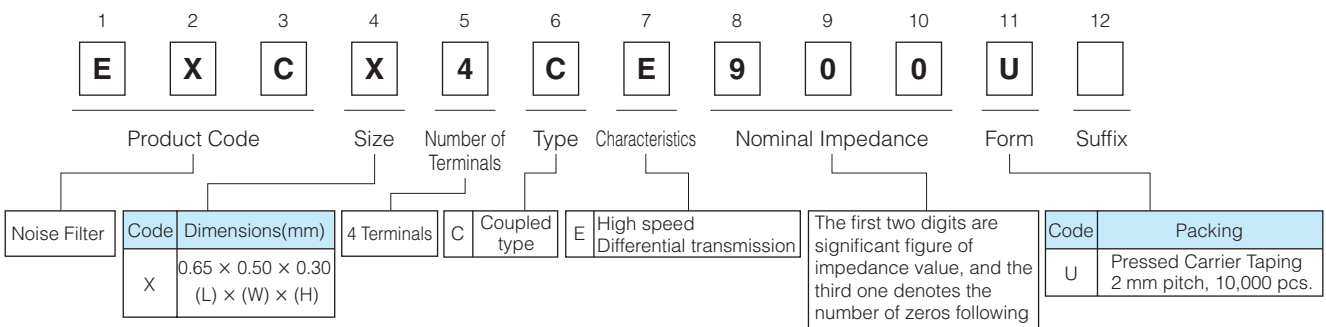 1 2 3 4 5 6 7 8 9 10 11 12
E X C X 4 C E 9 0 0 U
Product Code Size Number of Terminals Type Characteristics Nominal Impedance Form Suffix
Noise Filter
Code Dimensions(mm)
X 0.65 × 0.50 × 0.30
(L) × (W) × (H)
4 Terminals
C Coupled
type
E High speed
Differential transmission
The first two digits are
significant figure of
impedance value, and the
third one denotes the
number of zeros following
Code Packing
U Pressed Carrier Taping
2 mm pitch, 10,000 pcs.